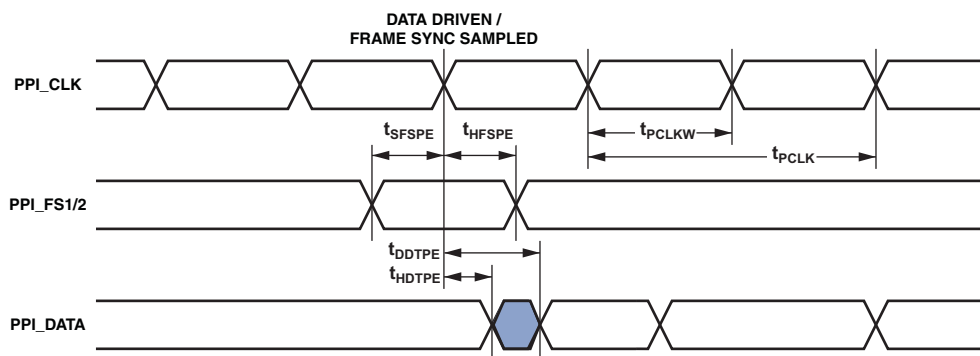 DATA DRIVEN /
FRAME SYNC SAMPLED
PPI_CLK
tSFSPE
tHFSPE
tPCLKW
tPCLK
PPI_FS1/2
tDDTPE
tHDTPE
PPI_DATA